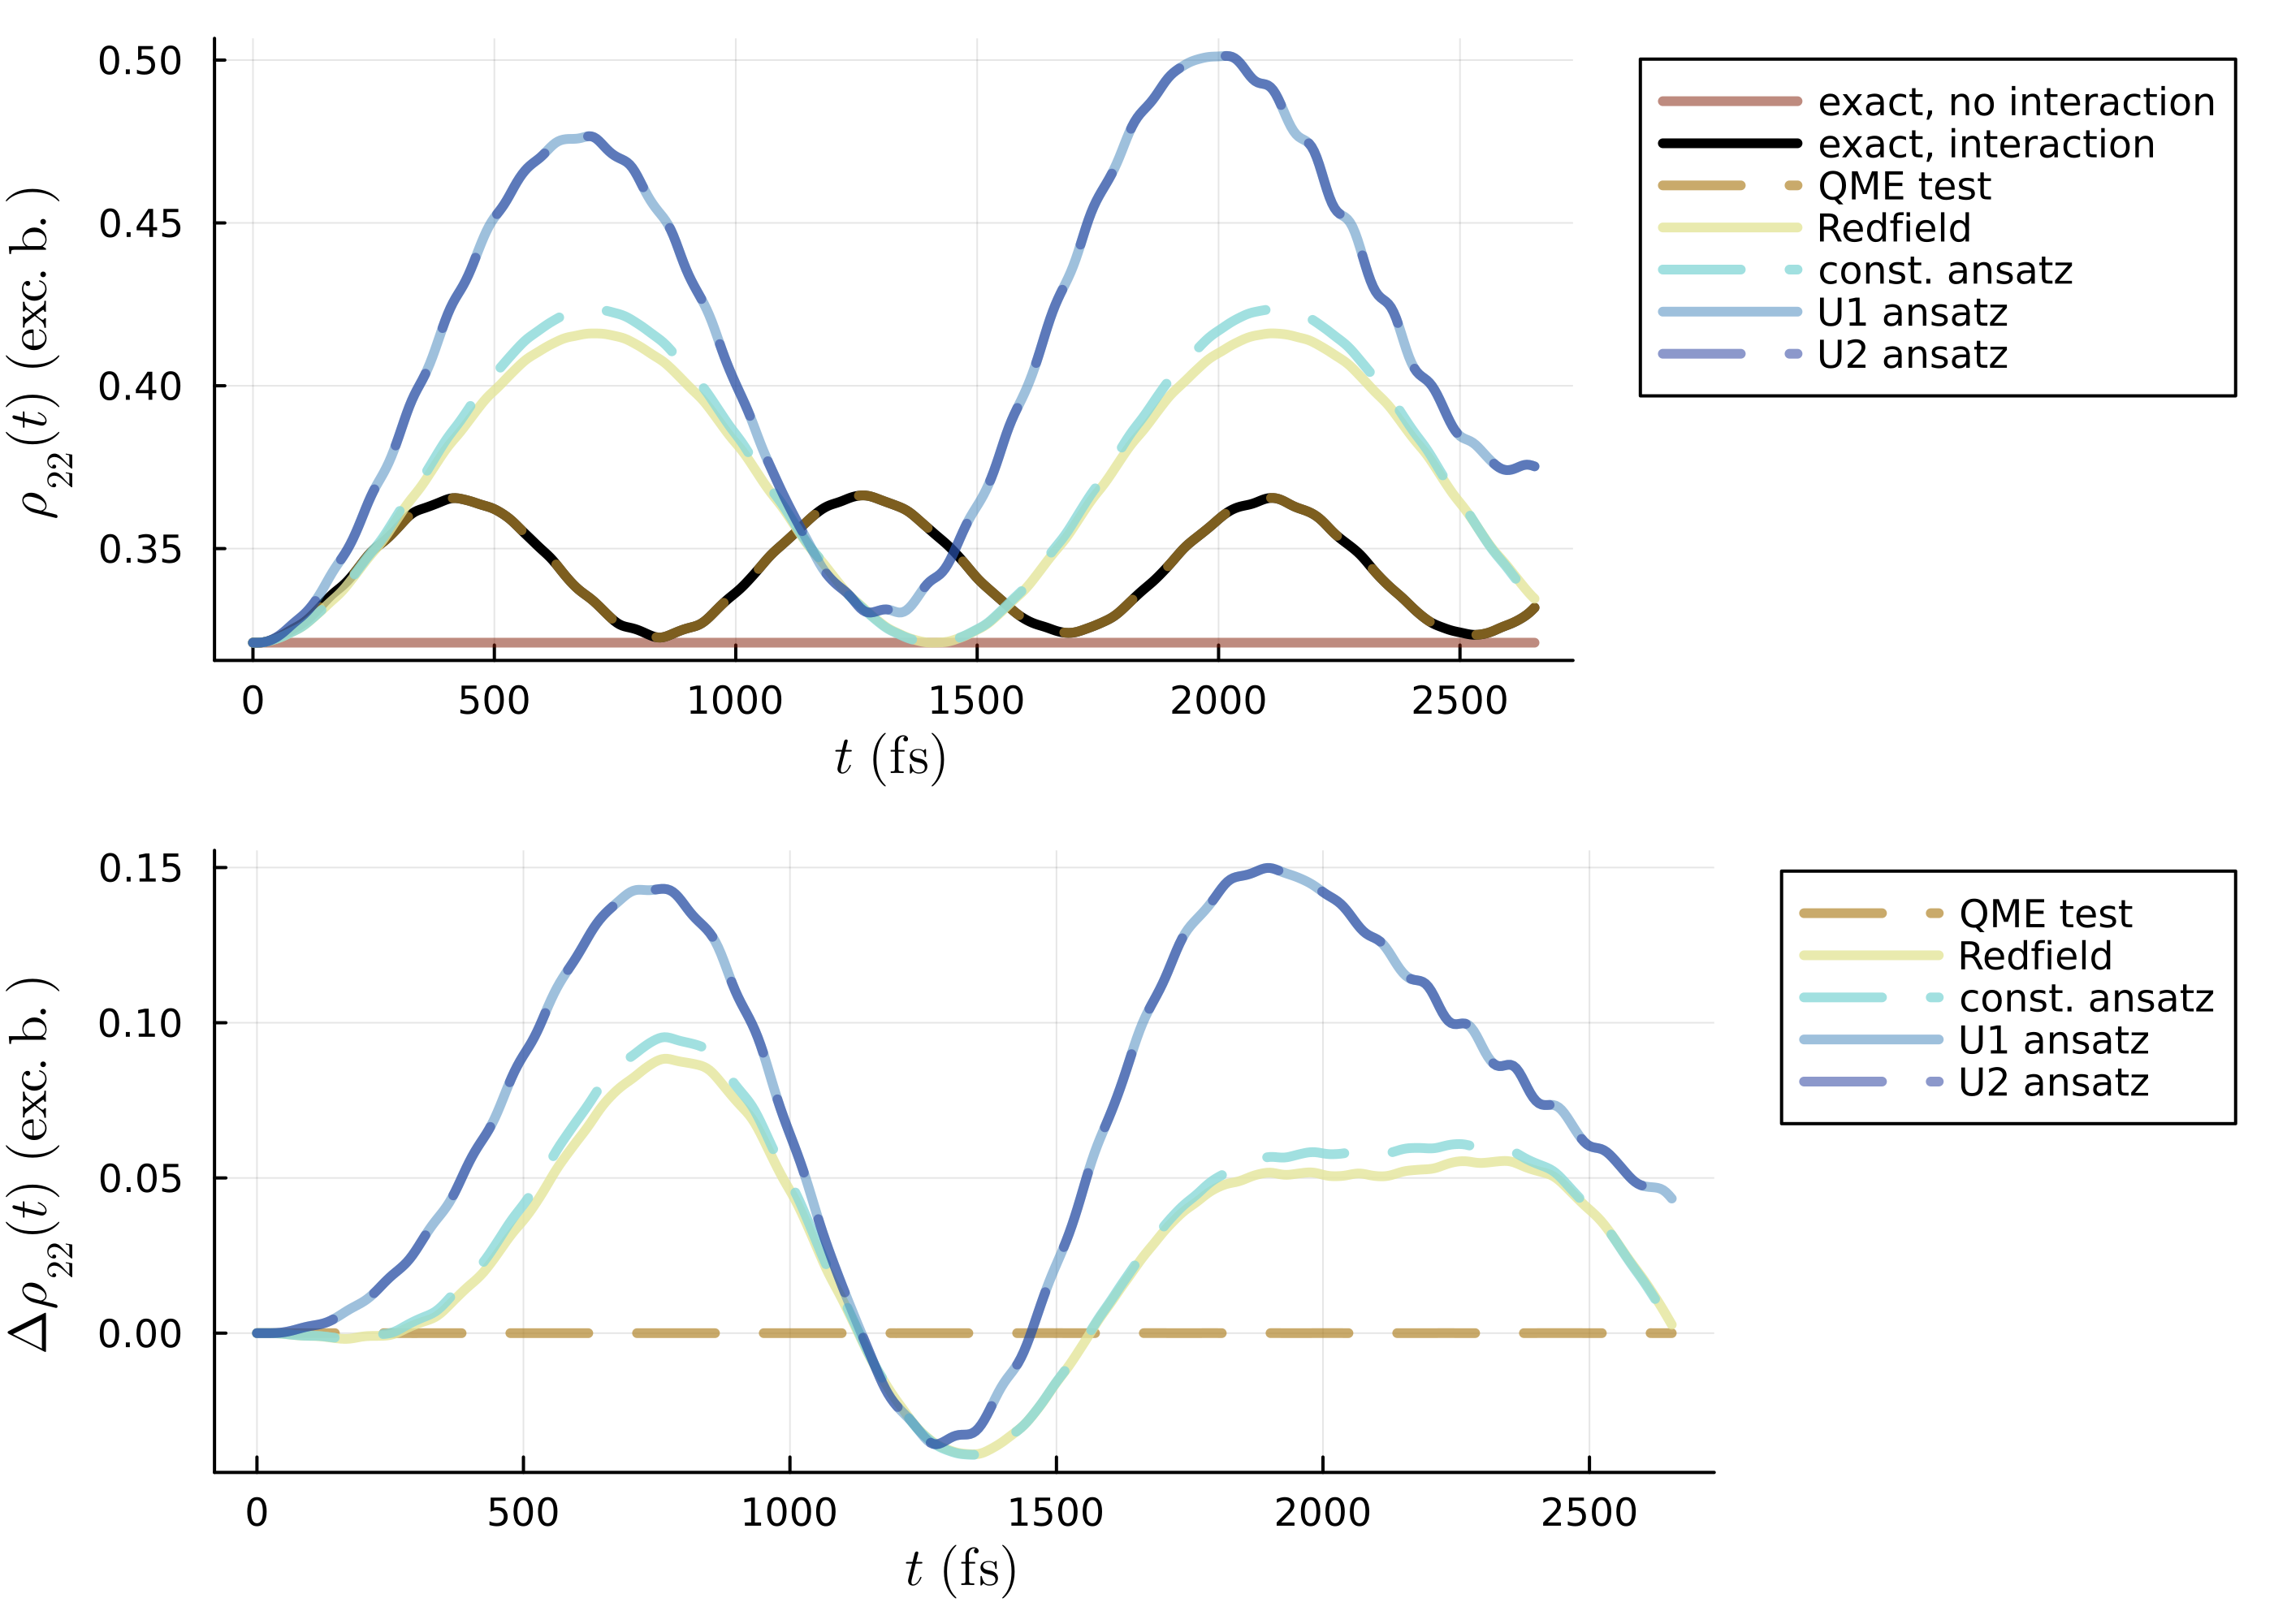 0.50
0.45
0.40
0.35
ρ₂₂(t) (exc. b. )
0 500 1000 1500 2000 2500
t (fs)
exact, no interaction
exact, interaction
QME test
Redfield
const. ansatz
U1 ansatz
U2 ansatz
0.15
0.10
0.05
0.00
Δρ₂₂(t) (exc. b. )
0 500 1000 1500 2000 2500
t (fs)
QME test
Redfield
const. ansatz
U1 ansatz
U2 ansatz